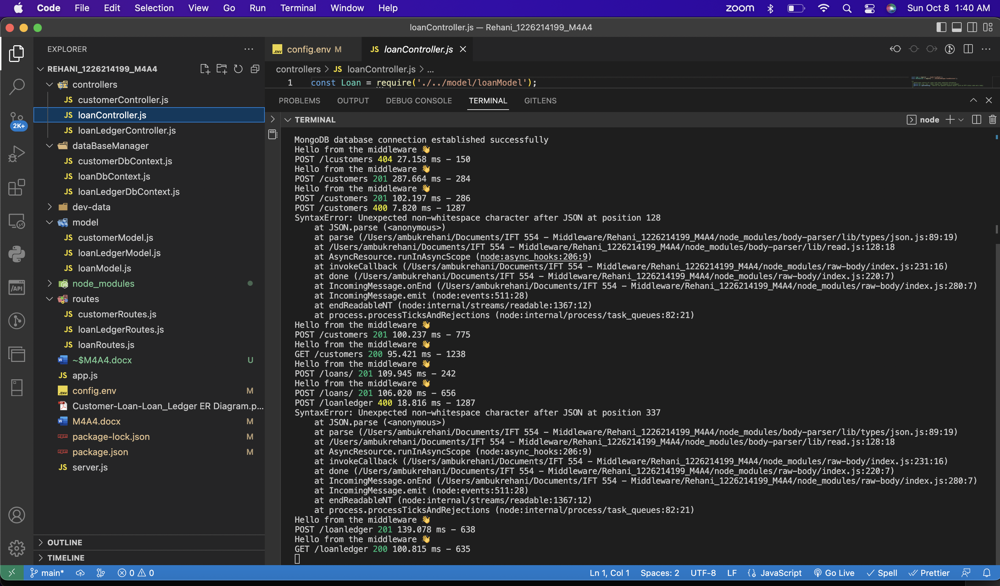 Code File Edit Selection View Go Run Terminal Window Help zoom Sun Oct 8 1:40 AM
loanController.js — Rehani_1226214199_M4A4
EXPLORER
REHANI_1226214199_M4A4
controllers
JS customerController.js
JS loanController.js
JS loanLedgerController.js
dataBaseManager
JS customerDbContext.js
JS loanDbContext.js
JS loanLedgerDbContext.js
dev-data
model
JS customerModel.js
JS loanLedgerModel.js
JS loanModel.js
node_modules
routes
JS customerRoutes.js
JS loanLedgerRoutes.js
JS loanRoutes.js
~$M4A4.docx U
JS app.js
.ENV config.env M
Customer-Loan-Loan_Ledger ER Diagram.p...
M4A4.docx M
package-lock.json M
package.json M
JS server.js
OUTLINE
TIMELINE
2K+
/API
.ENV config.env M JS loanController.js
controllers > JS loanController.js > ...
1 const Loan = require('./../model/loanModel');
PROBLEMS OUTPUT DEBUG CONSOLE TERMINAL GITLENS
TERMINAL node
MongoDB database connection established successfully
Hello from the middleware 👋
POST /lcustomers 404 27.158 ms - 150
Hello from the middleware 👋
POST /customers 201 287.664 ms - 284
Hello from the middleware 👋
POST /customers 201 102.197 ms - 286
POST /customers 400 7.820 ms - 1287
SyntaxError: Unexpected non-whitespace character after JSON at position 128
at JSON.parse (<anonymous>)
at parse (/Users/ambukrehani/Documents/IFT 554 - Middleware/Rehani_1226214199_M4A4/node_modules/body-parser/lib/types/json.js:89:19)
at /Users/ambukrehani/Documents/IFT 554 - Middleware/Rehani_1226214199_M4A4/node_modules/body-parser/lib/read.js:128:18
at AsyncResource.runInAsyncScope (node:async_hooks:206:9)
at invokeCallback (/Users/ambukrehani/Documents/IFT 554 - Middleware/Rehani_1226214199_M4A4/node_modules/raw-body/index.js:231:16)
at done (/Users/ambukrehani/Documents/IFT 554 - Middleware/Rehani_1226214199_M4A4/node_modules/raw-body/index.js:220:7)
at IncomingMessage.onEnd (/Users/ambukrehani/Documents/IFT 554 - Middleware/Rehani_1226214199_M4A4/node_modules/raw-body/index.js:280:7)
at IncomingMessage.emit (node:events:511:28)
at endReadableNT (node:internal/streams/readable:1367:12)
at process.processTicksAndRejections (node:internal/process/task_queues:82:21)
Hello from the middleware 👋
POST /customers 201 100.237 ms - 775
Hello from the middleware 👋
GET /customers 200 95.421 ms - 1238
Hello from the middleware 👋
POST /loans/ 201 109.945 ms - 242
Hello from the middleware 👋
POST /loans/ 201 106.020 ms - 656
POST /loanledger 400 18.816 ms - 1287
SyntaxError: Unexpected non-whitespace character after JSON at position 337
at JSON.parse (<anonymous>)
at parse (/Users/ambukrehani/Documents/IFT 554 - Middleware/Rehani_1226214199_M4A4/node_modules/body-parser/lib/types/json.js:89:19)
at /Users/ambukrehani/Documents/IFT 554 - Middleware/Rehani_1226214199_M4A4/node_modules/body-parser/lib/read.js:128:18
at AsyncResource.runInAsyncScope (node:async_hooks:206:9)
at invokeCallback (/Users/ambukrehani/Documents/IFT 554 - Middleware/Rehani_1226214199_M4A4/node_modules/raw-body/index.js:231:16)
at done (/Users/ambukrehani/Documents/IFT 554 - Middleware/Rehani_1226214199_M4A4/node_modules/raw-body/index.js:220:7)
at IncomingMessage.onEnd (/Users/ambukrehani/Documents/IFT 554 - Middleware/Rehani_1226214199_M4A4/node_modules/raw-body/index.js:280:7)
at IncomingMessage.emit (node:events:511:28)
at endReadableNT (node:internal/streams/readable:1367:12)
at process.processTicksAndRejections (node:internal/process/task_queues:82:21)
Hello from the middleware 👋
POST /loanledger 201 139.078 ms - 638
Hello from the middleware 👋
GET /loanledger 200 100.815 ms - 635
main* 0 0 Ln 1, Col 1 Spaces: 2 UTF-8 LF JavaScript Go Live Spell Prettier